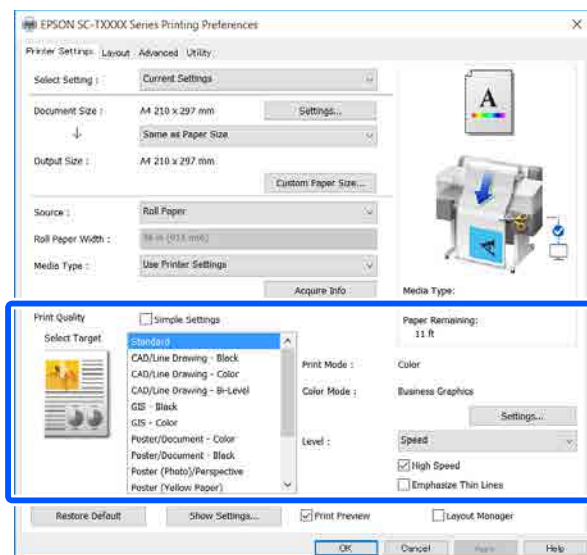 EPSON SC-TXXXX Series Printing Preferences
Printer Settings Layout Advanced Utility
Select Setting : Current Settings
Document Size : A4 210 x 297 mm Settings...
Same as Paper Size
Output Size : A4 210 x 297 mm
Custom Paper Size...
Source : Roll Paper
Roll Paper Width : 36 in (914 mm)
Media Type : Use Printer Settings
Acquire Info Media Type:
Print Quality Simple Settings Paper Remaining:
11 ft
Select Target Standard
CAD/Line Drawing - Black Print Mode : Color
CAD/Line Drawing - Color
CAD/Line Drawing - Bi-Level Color Mode : Business Graphics
GIS - Black
GIS - Color Settings...
Poster/Document - Color Level : Speed
Poster/Document - Black
Poster (Photo)/Perspective High Speed
Poster (Yellow Paper) Emphasize Thin Lines
Restore Default Show Settings... Print Preview Layout Manager
OK Cancel Apply Help
A
A